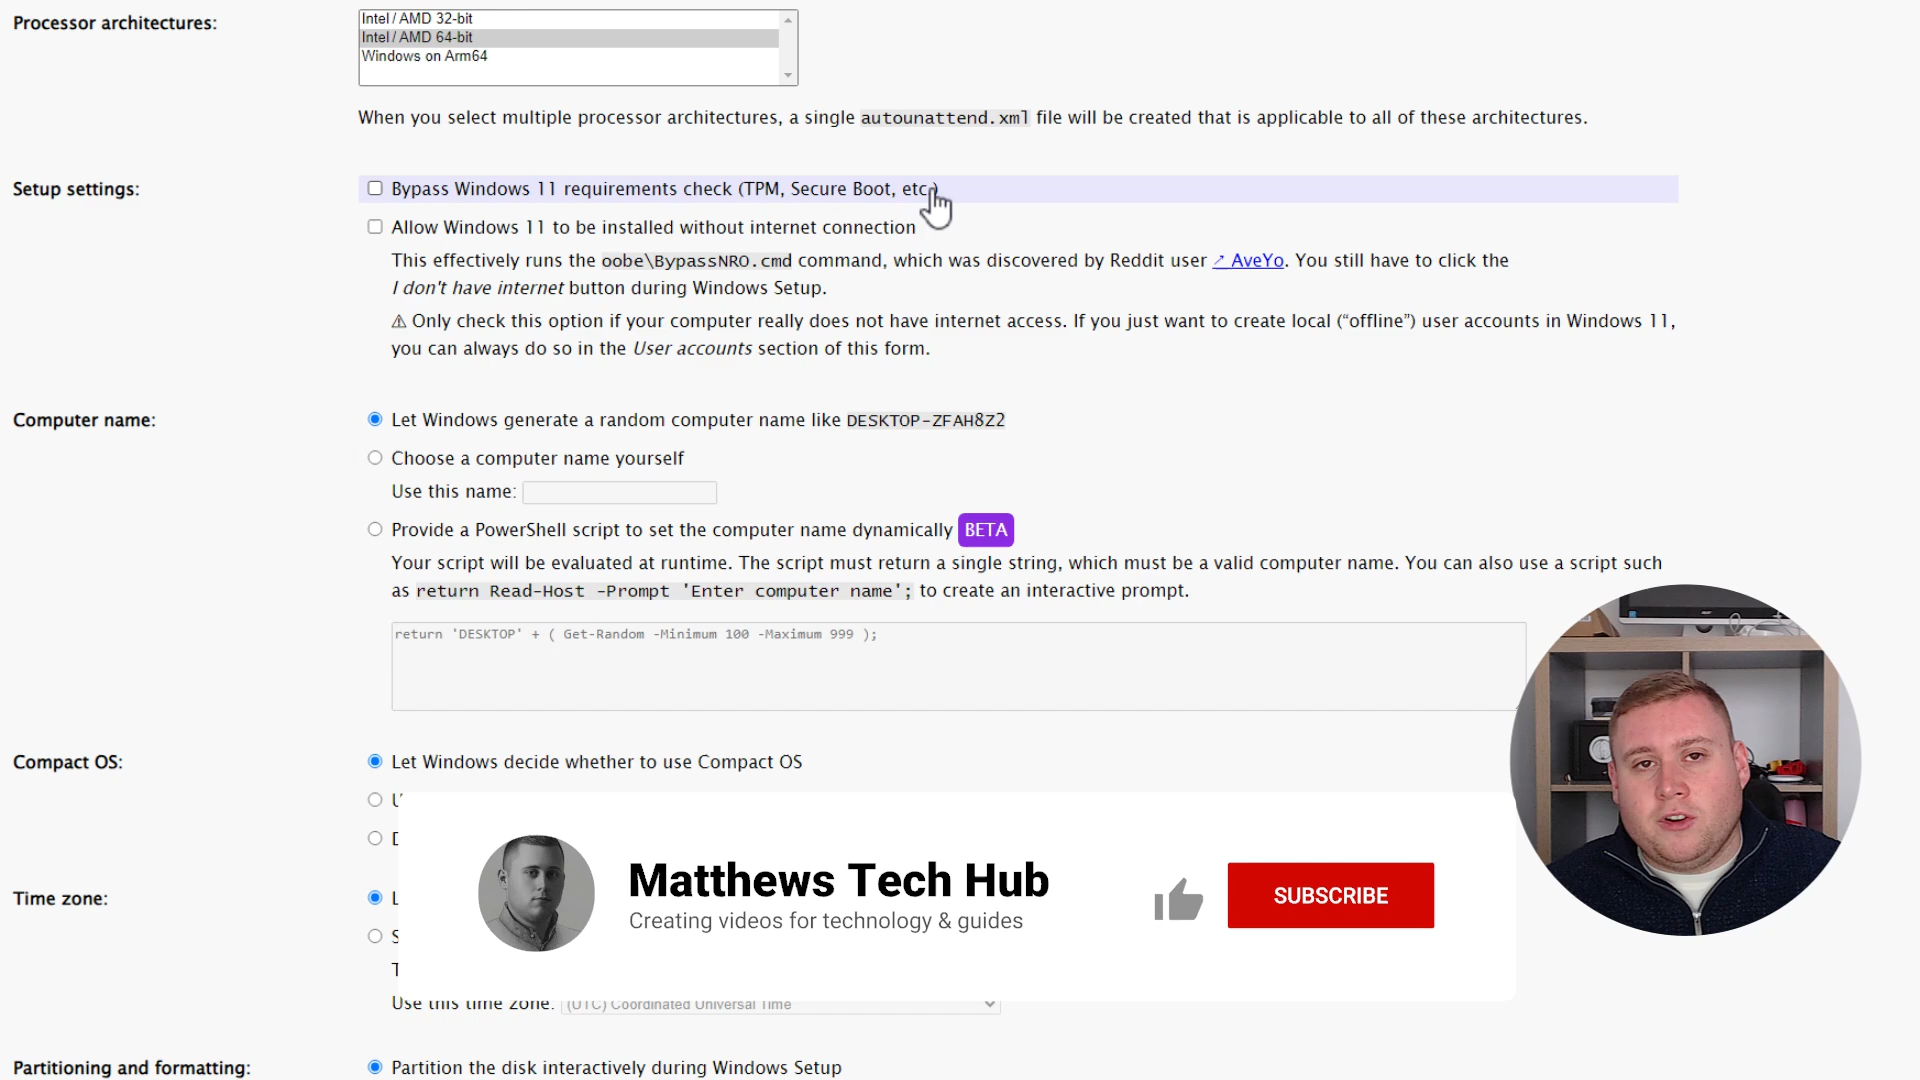 Processor architectures:
Intel / AMD 32-bit
Intel / AMD 64-bit
Windows on Arm64
When you select multiple processor architectures, a single autounattend.xml file will be created that is applicable to all of these architectures.
Setup settings:
Bypass Windows 11 requirements check (TPM, Secure Boot, etc.)
Allow Windows 11 to be installed without internet connection
This effectively runs the oobe\BypassNRO.cmd command, which was discovered by Reddit user ↗ AveYo. You still have to click the
I don't have internet button during Windows Setup.
⚠ Only check this option if your computer really does not have internet access. If you just want to create local (“offline”) user accounts in Windows 11,
you can always do so in the User accounts section of this form.
Computer name:
Let Windows generate a random computer name like DESKTOP-ZFAH8Z2
Choose a computer name yourself
Use this name:
Provide a PowerShell script to set the computer name dynamically BETA
Your script will be evaluated at runtime. The script must return a single string, which must be a valid computer name. You can also use a script such
as return Read-Host -Prompt 'Enter computer name'; to create an interactive prompt.
return 'DESKTOP' + ( Get-Random -Minimum 100 -Maximum 999 );
Compact OS:
Let Windows decide whether to use Compact OS
Matthews Tech Hub
Creating videos for technology & guides
SUBSCRIBE
Time zone:
Use this time zone: (UTC) Coordinated Universal Time
Partitioning and formatting:
Partition the disk interactively during Windows Setup